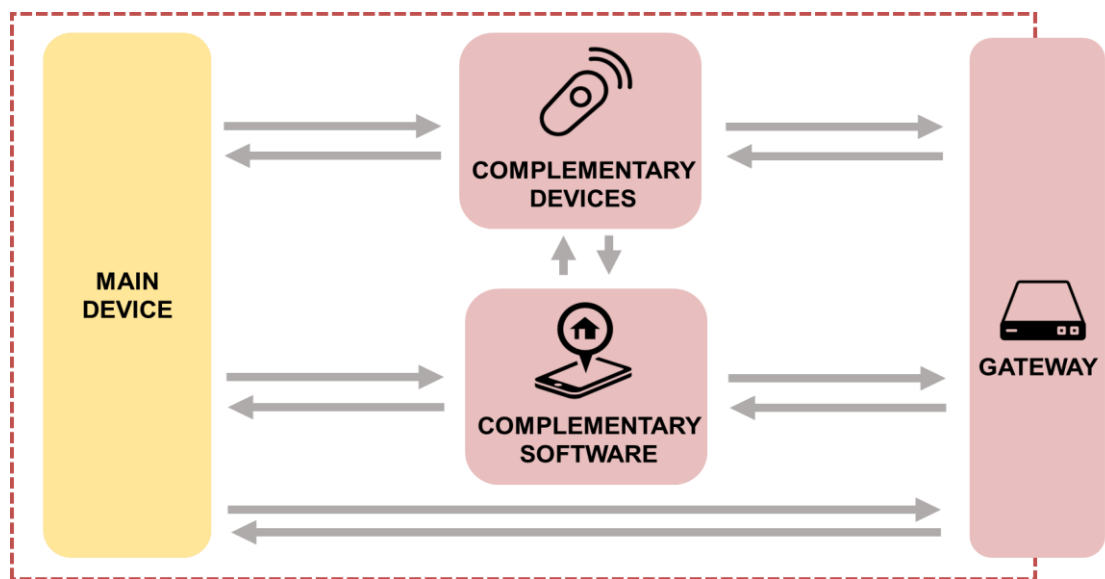 MAIN
DEVICE
COMPLEMENTARY
DEVICES
COMPLEMENTARY
SOFTWARE
GATEWAY